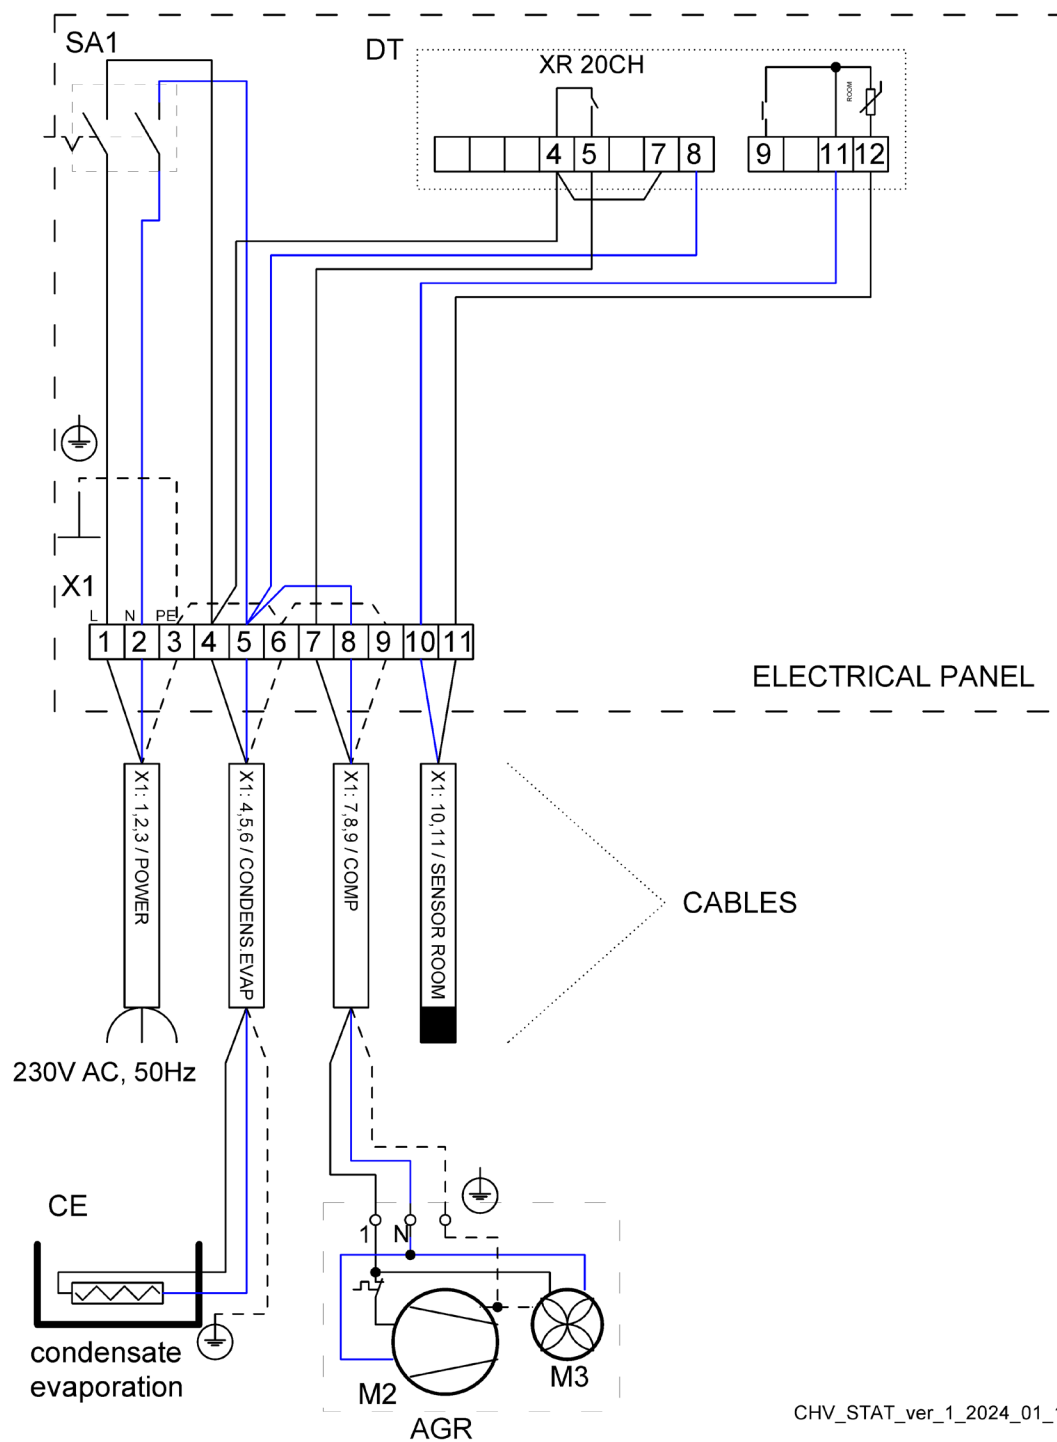 SA1
DT
XR 20CH
ROOM
4 5 7 8
9 11 12
X1
L N PE
1 2 3 4 5 6 7 8 9 10 11
ELECTRICAL PANEL
X1: 1,2,3 / POWER
X1: 4,5,6 / CONDENS.EVAP
X1: 7,8,9 / COMP
X1: 10,11 / SENSOR ROOM
CABLES
230V AC, 50Hz
CE
1 N
condensate
evaporation
M2
M3
AGR
CHV_STAT_ver_1_2024_01_